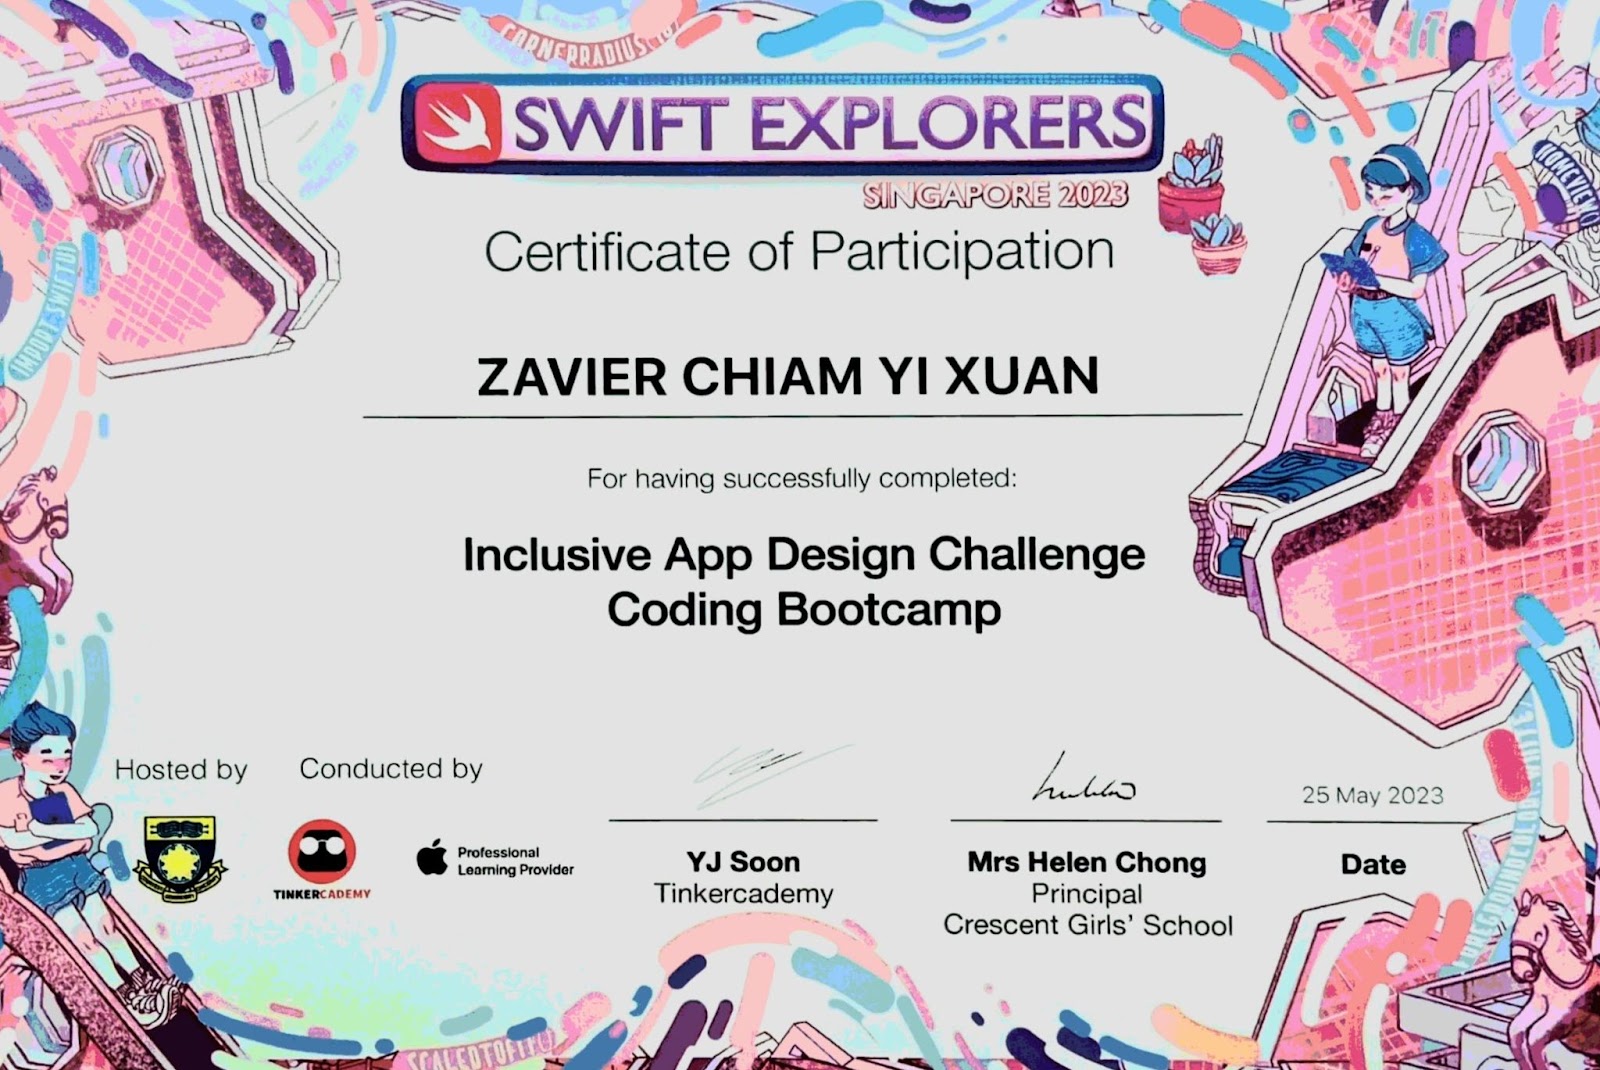 CORNERRADIUS
SWIFT EXPLORERS
SINGAPORE 2023
Certificate of Participation
IMPORT SWIFTUI
ZAVIER CHIAM YI XUAN
For having successfully completed:
Inclusive App Design Challenge
Coding Bootcamp
Hosted by
Conducted by
TINKERCADEMY
Professional
Learning Provider
YJ Soon
Tinkercademy
Mrs Helen Chong
Principal
Crescent Girls' School
25 May 2023
Date